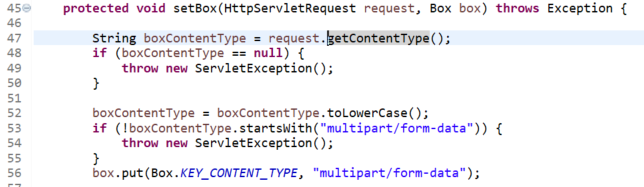 45 protected void setBox(HttpServletRequest request, Box box) throws Exception {
46
47 String boxContentType = request.getContentType();
48 if (boxContentType == null) {
49 throw new ServletException();
50 }
51
52 boxContentType = boxContentType.toLowerCase();
53 if (!boxContentType.startsWith("multipart/form-data")) {
54 throw new ServletException();
55 }
56 box.put(Box.KEY_CONTENT_TYPE, "multipart/form-data");